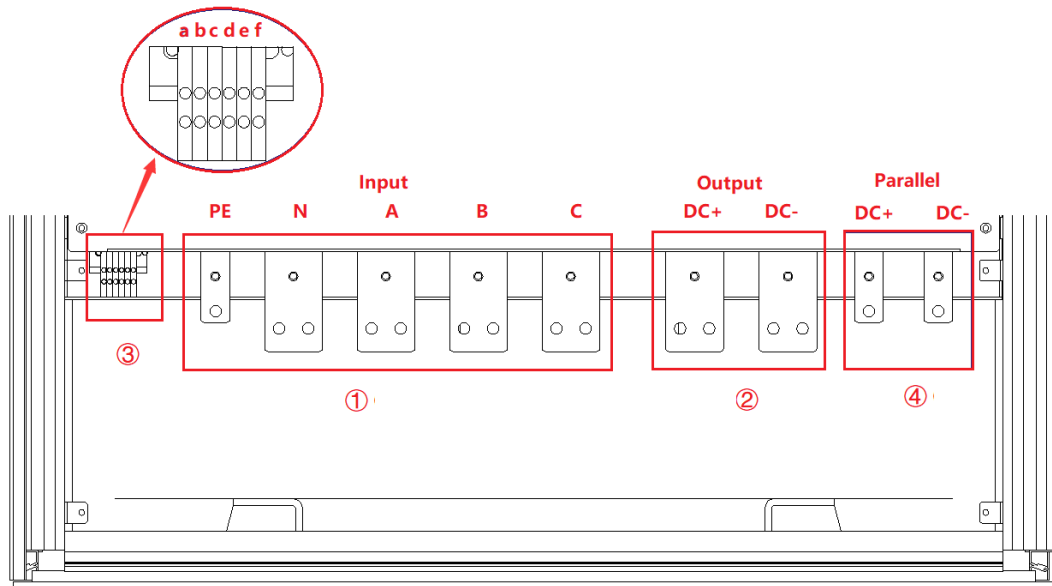 a b c d e f
Input Output Parallel
PE N A B C DC+ DC- DC+ DC-
③
① ② ④